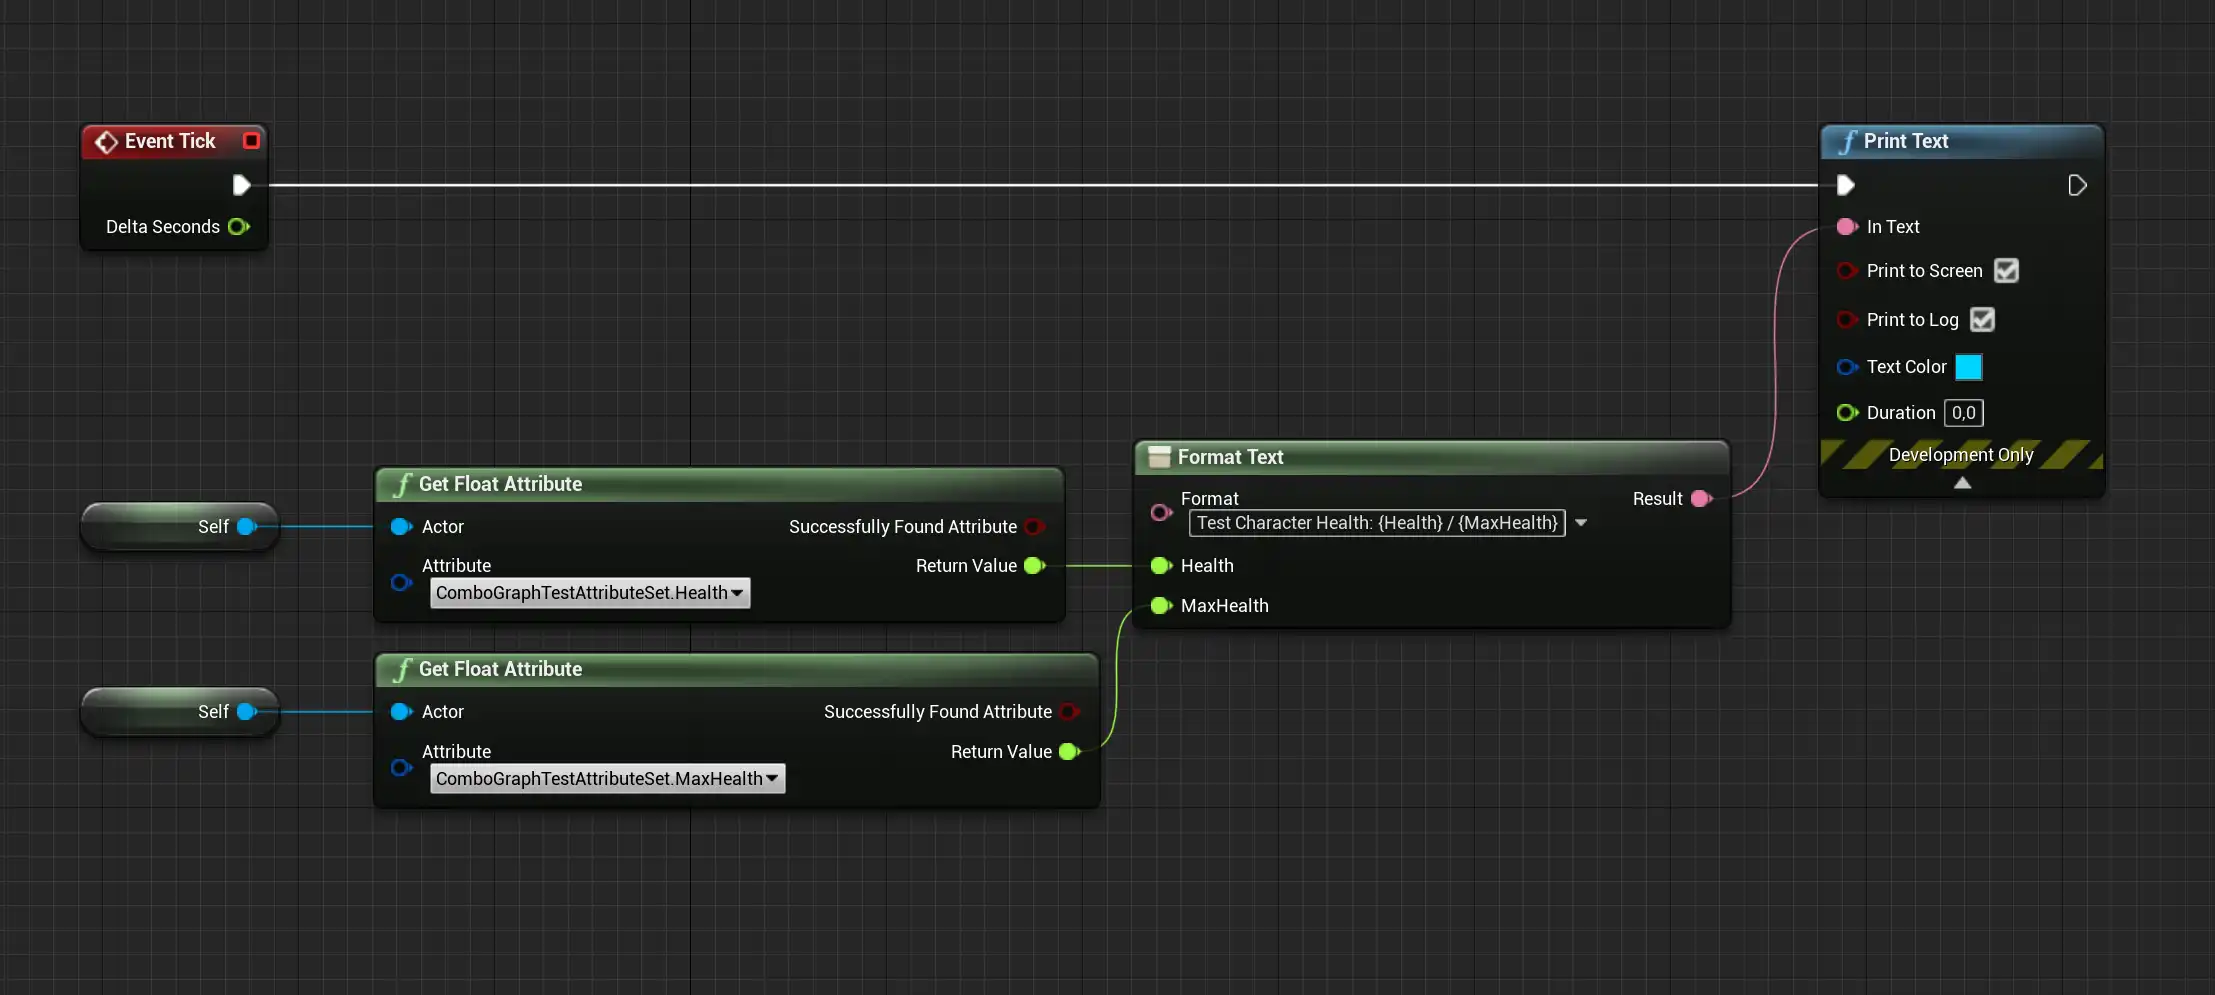 Event Tick
Delta Seconds
Print Text
In Text
Print to Screen
Print to Log
Text Color
Duration 0,0
Development Only
Self
Get Float Attribute
Actor
Successfully Found Attribute
Attribute
Return Value
ComboGraphTestAttributeSet.Health
Format Text
Format
Result
Test Character Health: {Health} / {MaxHealth}
Health
MaxHealth
Self
Get Float Attribute
Actor
Successfully Found Attribute
Attribute
Return Value
ComboGraphTestAttributeSet.MaxHealth